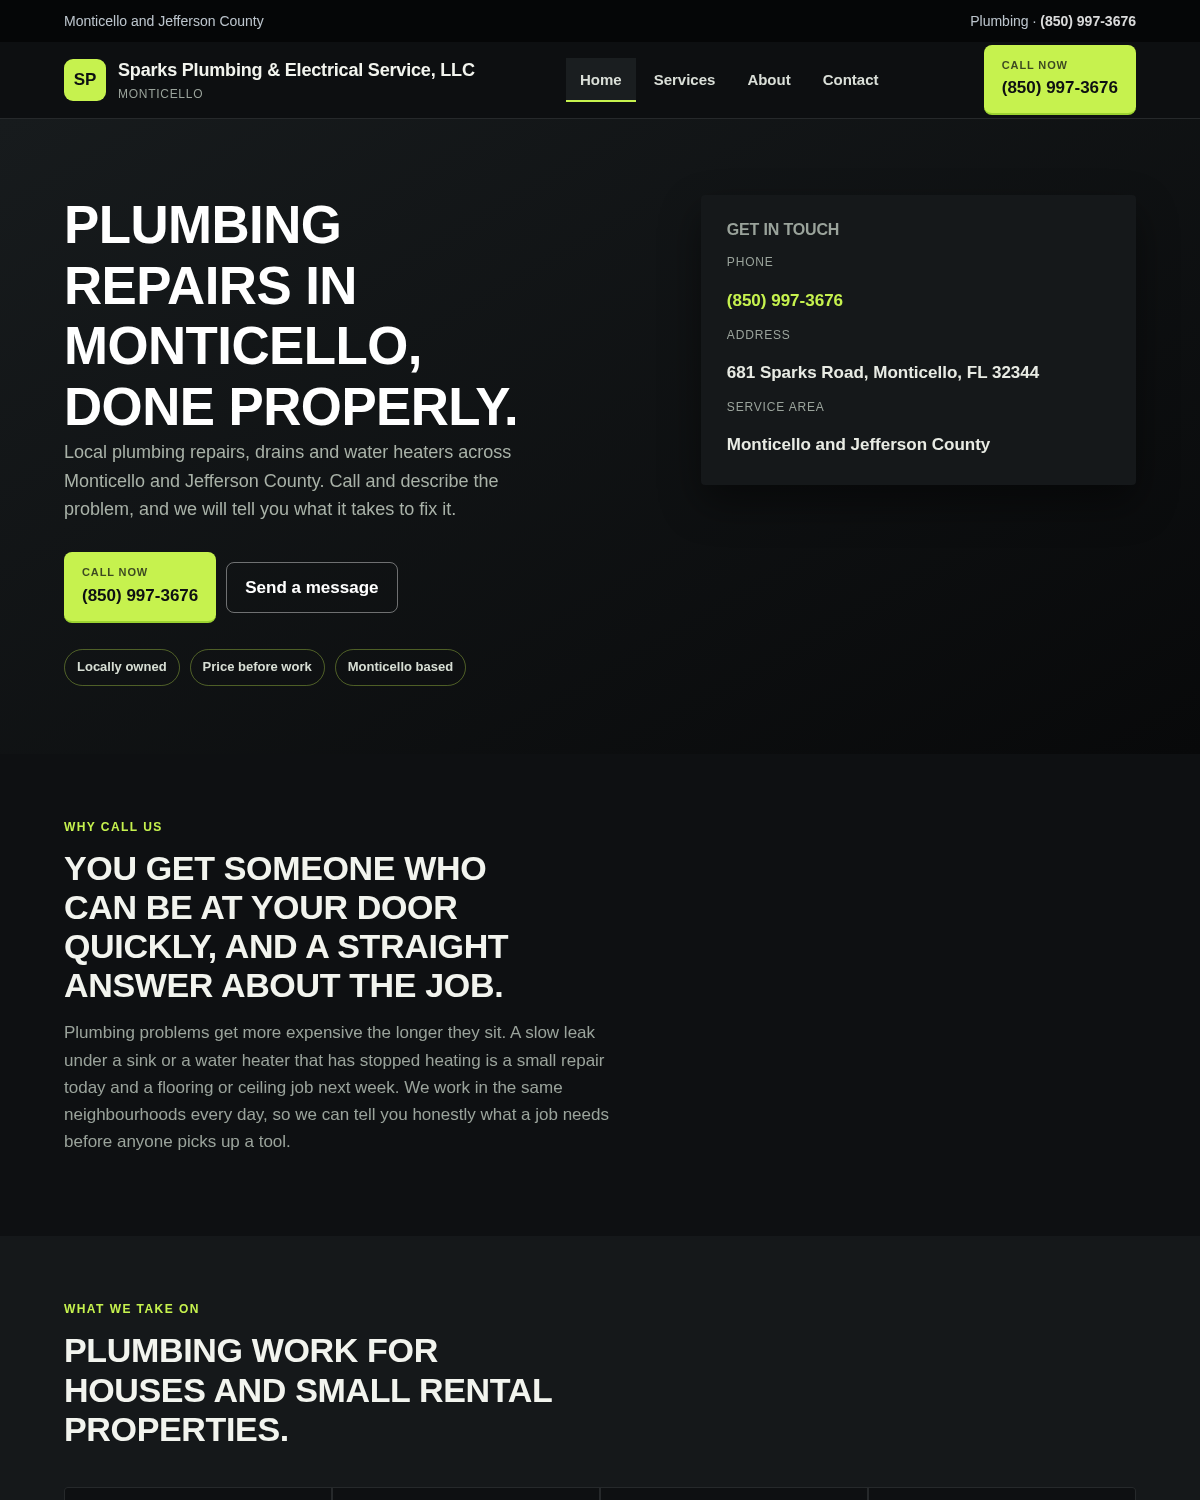 Monticello and Jefferson County
Plumbing · (850) 997-3676
SP
Sparks Plumbing & Electrical Service, LLC
MONTICELLO
Home
Services
About
Contact
CALL NOW
(850) 997-3676
PLUMBING
REPAIRS IN
MONTICELLO,
DONE PROPERLY.
Local plumbing repairs, drains and water heaters across
Monticello and Jefferson County. Call and describe the
problem, and we will tell you what it takes to fix it.
CALL NOW
(850) 997-3676
Send a message
Locally owned
Price before work
Monticello based
GET IN TOUCH
PHONE
(850) 997-3676
ADDRESS
681 Sparks Road, Monticello, FL 32344
SERVICE AREA
Monticello and Jefferson County
WHY CALL US
YOU GET SOMEONE WHO
CAN BE AT YOUR DOOR
QUICKLY, AND A STRAIGHT
ANSWER ABOUT THE JOB.
Plumbing problems get more expensive the longer they sit. A slow leak
under a sink or a water heater that has stopped heating is a small repair
today and a flooring or ceiling job next week. We work in the same
neighbourhoods every day, so we can tell you honestly what a job needs
before anyone picks up a tool.
WHAT WE TAKE ON
PLUMBING WORK FOR
HOUSES AND SMALL RENTAL
PROPERTIES.